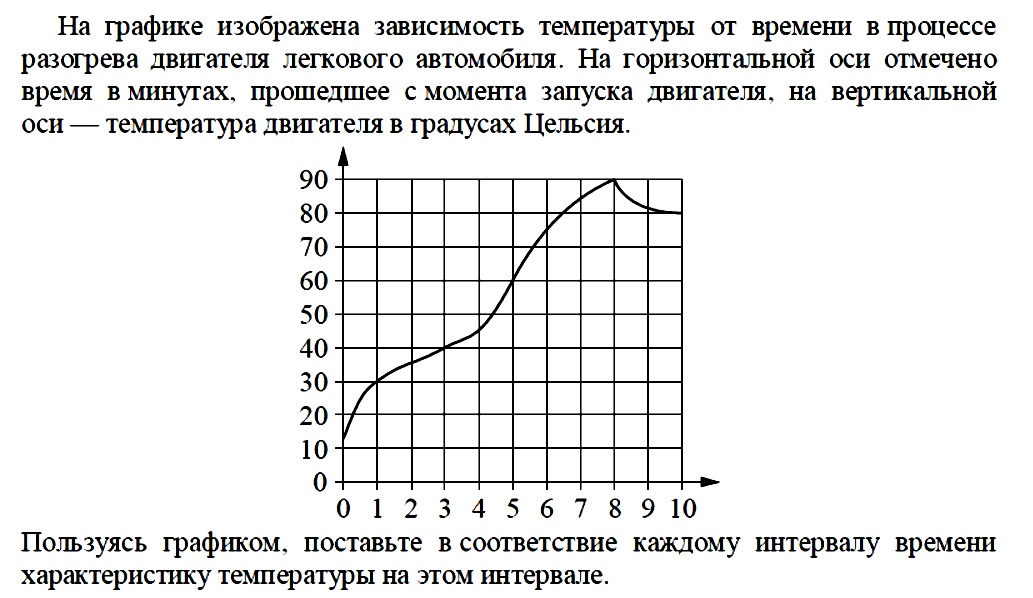 На графике изображена зависимость температуры от времени в процессе
разогрева двигателя легкового автомобиля. На горизонтальной оси отмечено
время в минутах, прошедшее с момента запуска двигателя, на вертикальной
оси — температура двигателя в градусах Цельсия.
90
80
70
60
50
40
30
20
10
0
0 1 2 3 4 5 6 7 8 9 10
Пользуясь графиком, поставьте в соответствие каждому интервалу времени
характеристику температуры на этом интервале.